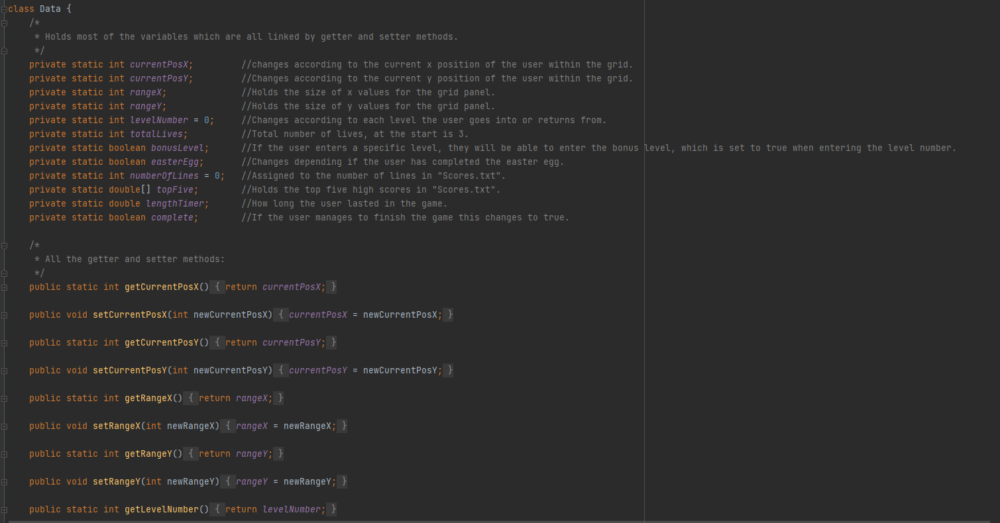 class Data {
/*
* Holds most of the variables which are all linked by getter and setter methods.
*/
private static int currentPosX; //changes according to the current x position of the user within the grid.
private static int currentPosY; //Changes according to the current y position of the user within the grid.
private static int rangeX; //Holds the size of x values for the grid panel.
private static int rangeY; //Holds the size of y values for the grid panel.
private static int levelNumber = 0; //Changes according to each level the user goes into or returns from.
private static int totalLives; //Total number of lives, at the start is 3.
private static boolean bonusLevel; //If the user enters a specific level, they will be able to enter the bonus level, which is set to true when entering the level number.
private static boolean easterEgg; //Changes depending if the user has completed the easter egg.
private static int numberOfLines = 0; //Assigned to the number of lines in "Scores.txt".
private static double[] topFive; //Holds the top five high scores in "Scores.txt".
private static double lengthTimer; //How long the user lasted in the game.
private static boolean complete; //If the user manages to finish the game this changes to true.
/*
* All the getter and setter methods:
*/
public static int getCurrentPosX() { return currentPosX; }
public void setCurrentPosX(int newCurrentPosX) { currentPosX = newCurrentPosX; }
public static int getCurrentPosY() { return currentPosY; }
public void setCurrentPosY(int newCurrentPosY) { currentPosY = newCurrentPosY; }
public static int getRangeX() { return rangeX; }
public void setRangeX(int newRangeX) { rangeX = newRangeX; }
public static int getRangeY() { return rangeY; }
public void setRangeY(int newRangeY) { rangeY = newRangeY; }
public static int getLevelNumber() { return levelNumber; }